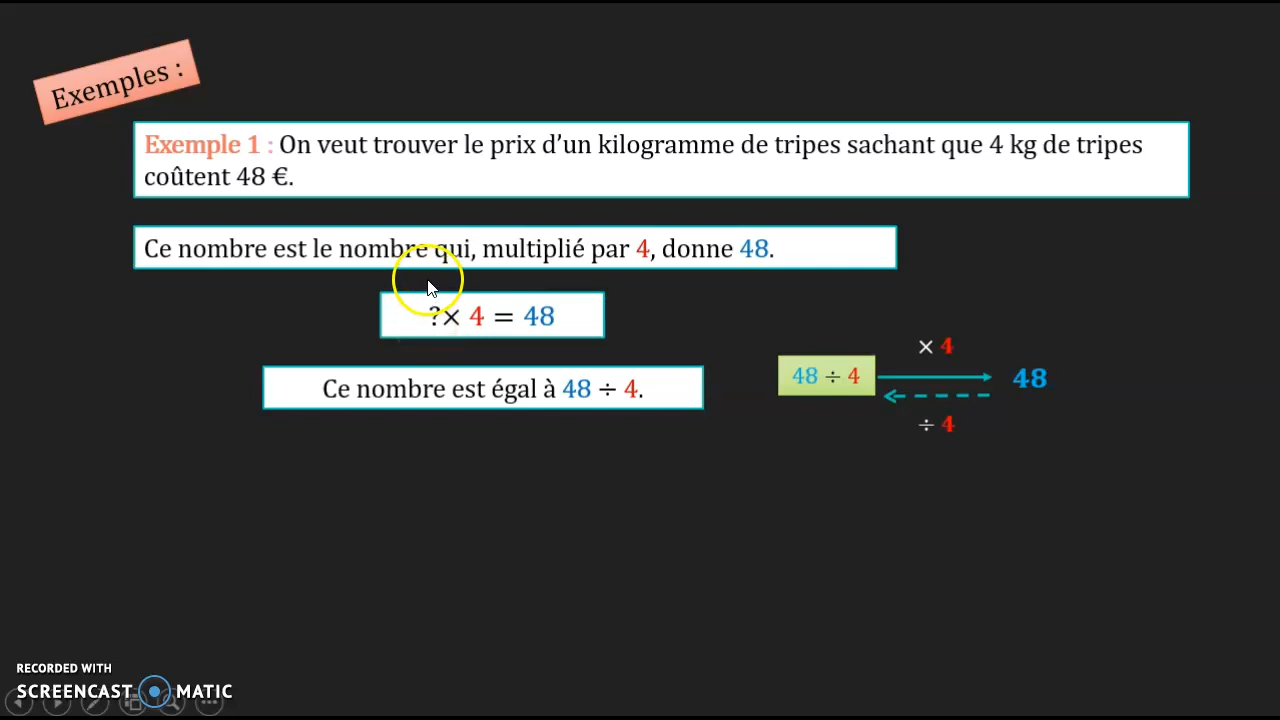 Exemples :
Exemple 1 : On veut trouver le prix d’un kilogramme de tripes sachant que 4 kg de tripes
coûtent 48 €.
Ce nombre est le nombre qui, multiplié par 4, donne 48.
?× 4 = 48
Ce nombre est égal à 48 ÷ 4.
× 4
48 ÷ 4
48
÷ 4
RECORDED WITH
SCREENCAST MATIC